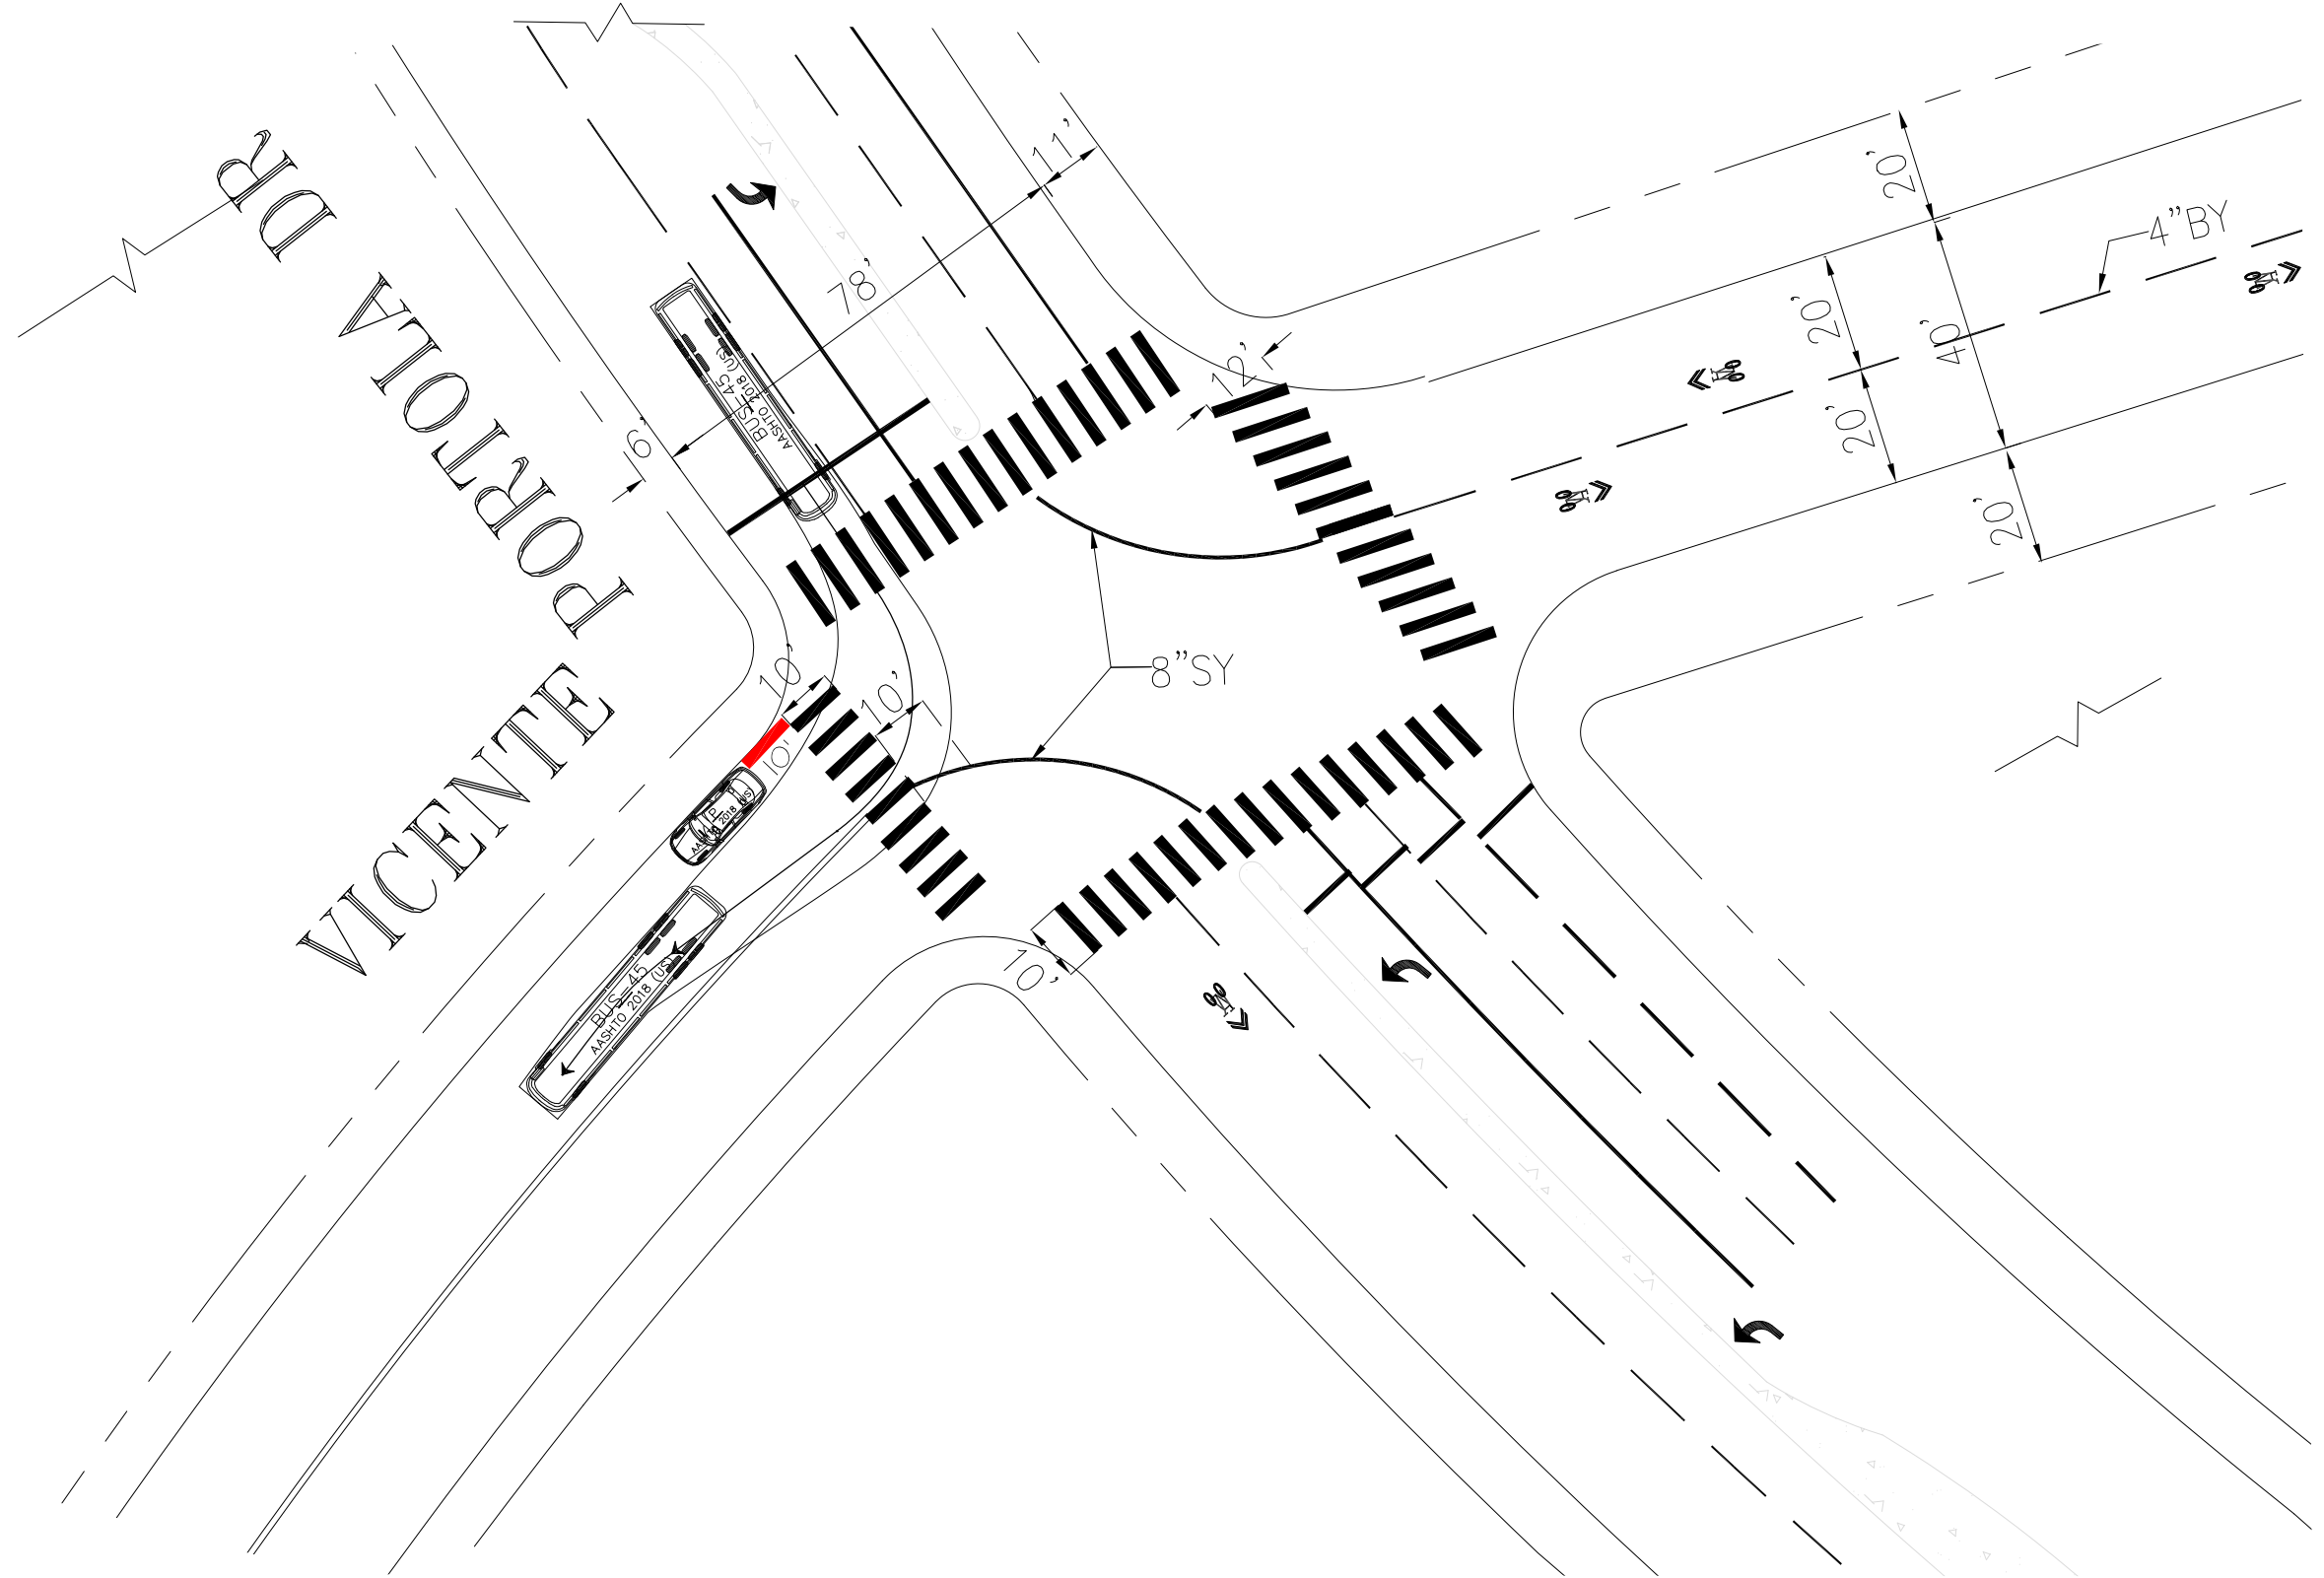 PORTOLA DR
VICENTE
11'
78'
6'
BUS-45
AASHTO 2018 (US)
12'
20'
4"BY
20'
40'
20'
20'
8"SY
10'
10'
10'
P
AASHTO 2018 (US)
BUS-45
AASHTO 2018 (US)
10'